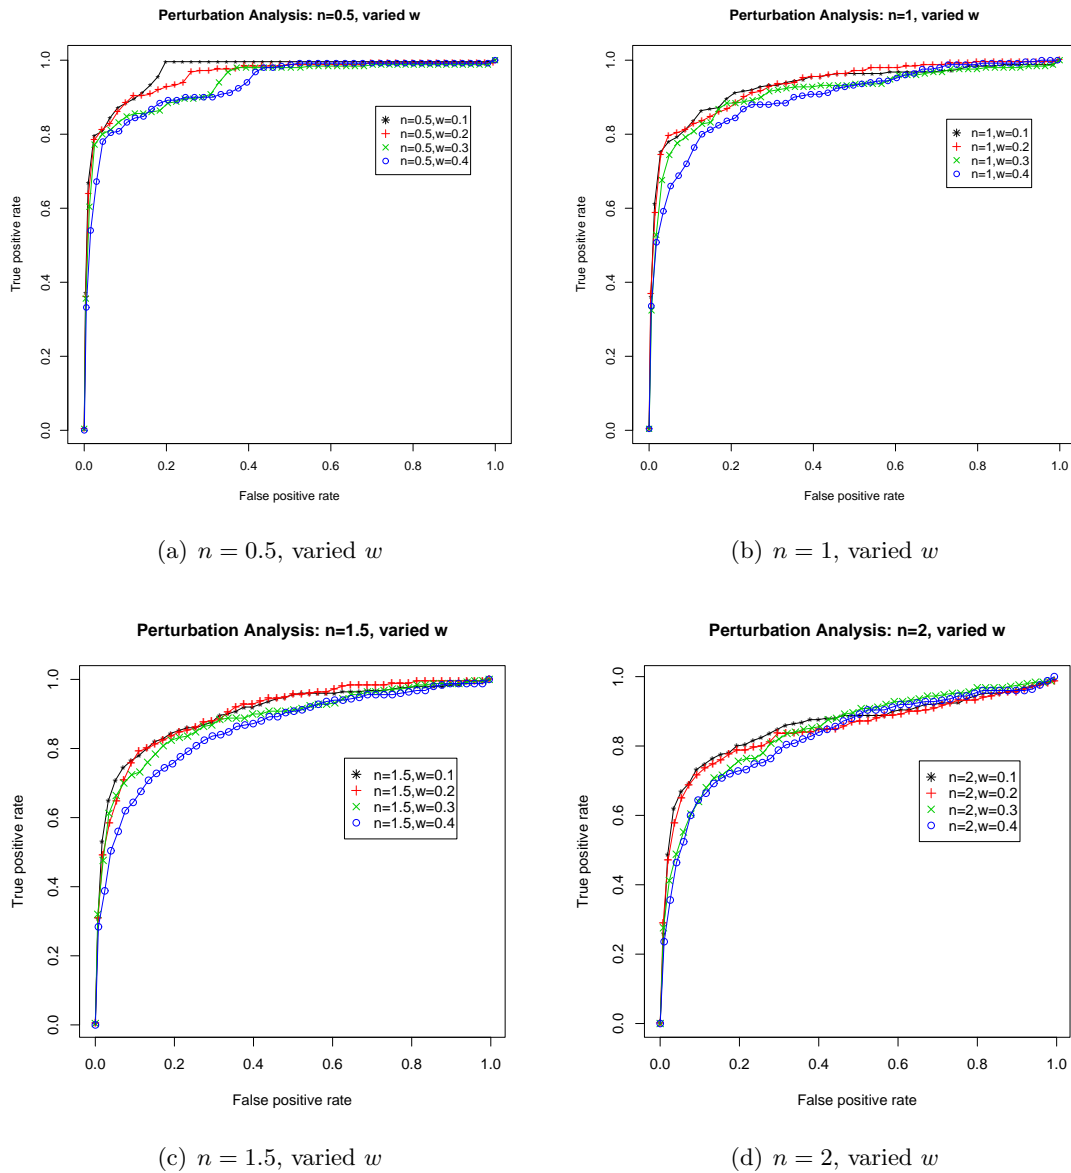 Perturbation Analysis: n=0.5, varied w
True positive rate
0.0 0.2 0.4 0.6 0.8 1.0
n=0.5,w=0.1
n=0.5,w=0.2
n=0.5,w=0.3
n=0.5,w=0.4
0.0 0.2 0.4 0.6 0.8 1.0
False positive rate
(a) n = 0.5, varied w
Perturbation Analysis: n=1, varied w
True positive rate
0.0 0.2 0.4 0.6 0.8 1.0
n=1,w=0.1
n=1,w=0.2
n=1,w=0.3
n=1,w=0.4
0.0 0.2 0.4 0.6 0.8 1.0
False positive rate
(b) n = 1, varied w
Perturbation Analysis: n=1.5, varied w
True positive rate
0.0 0.2 0.4 0.6 0.8 1.0
n=1.5,w=0.1
n=1.5,w=0.2
n=1.5,w=0.3
n=1.5,w=0.4
0.0 0.2 0.4 0.6 0.8 1.0
False positive rate
(c) n = 1.5, varied w
Perturbation Analysis: n=2, varied w
True positive rate
0.0 0.2 0.4 0.6 0.8 1.0
n=2,w=0.1
n=2,w=0.2
n=2,w=0.3
n=2,w=0.4
0.0 0.2 0.4 0.6 0.8 1.0
False positive rate
(d) n = 2, varied w